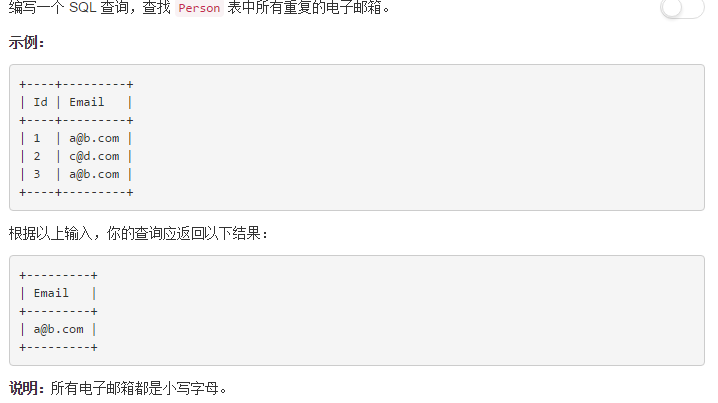 编写一个 SQL 查询，查找 Person 表中所有重复的电子邮箱。
示例：
+----+---------+
| Id | Email   |
+----+---------+
| 1  | a@b.com |
| 2  | c@d.com |
| 3  | a@b.com |
+----+---------+
根据以上输入，你的查询应返回以下结果：
+---------+
| Email   |
+---------+
| a@b.com |
+---------+
说明：所有电子邮箱都是小写字母。